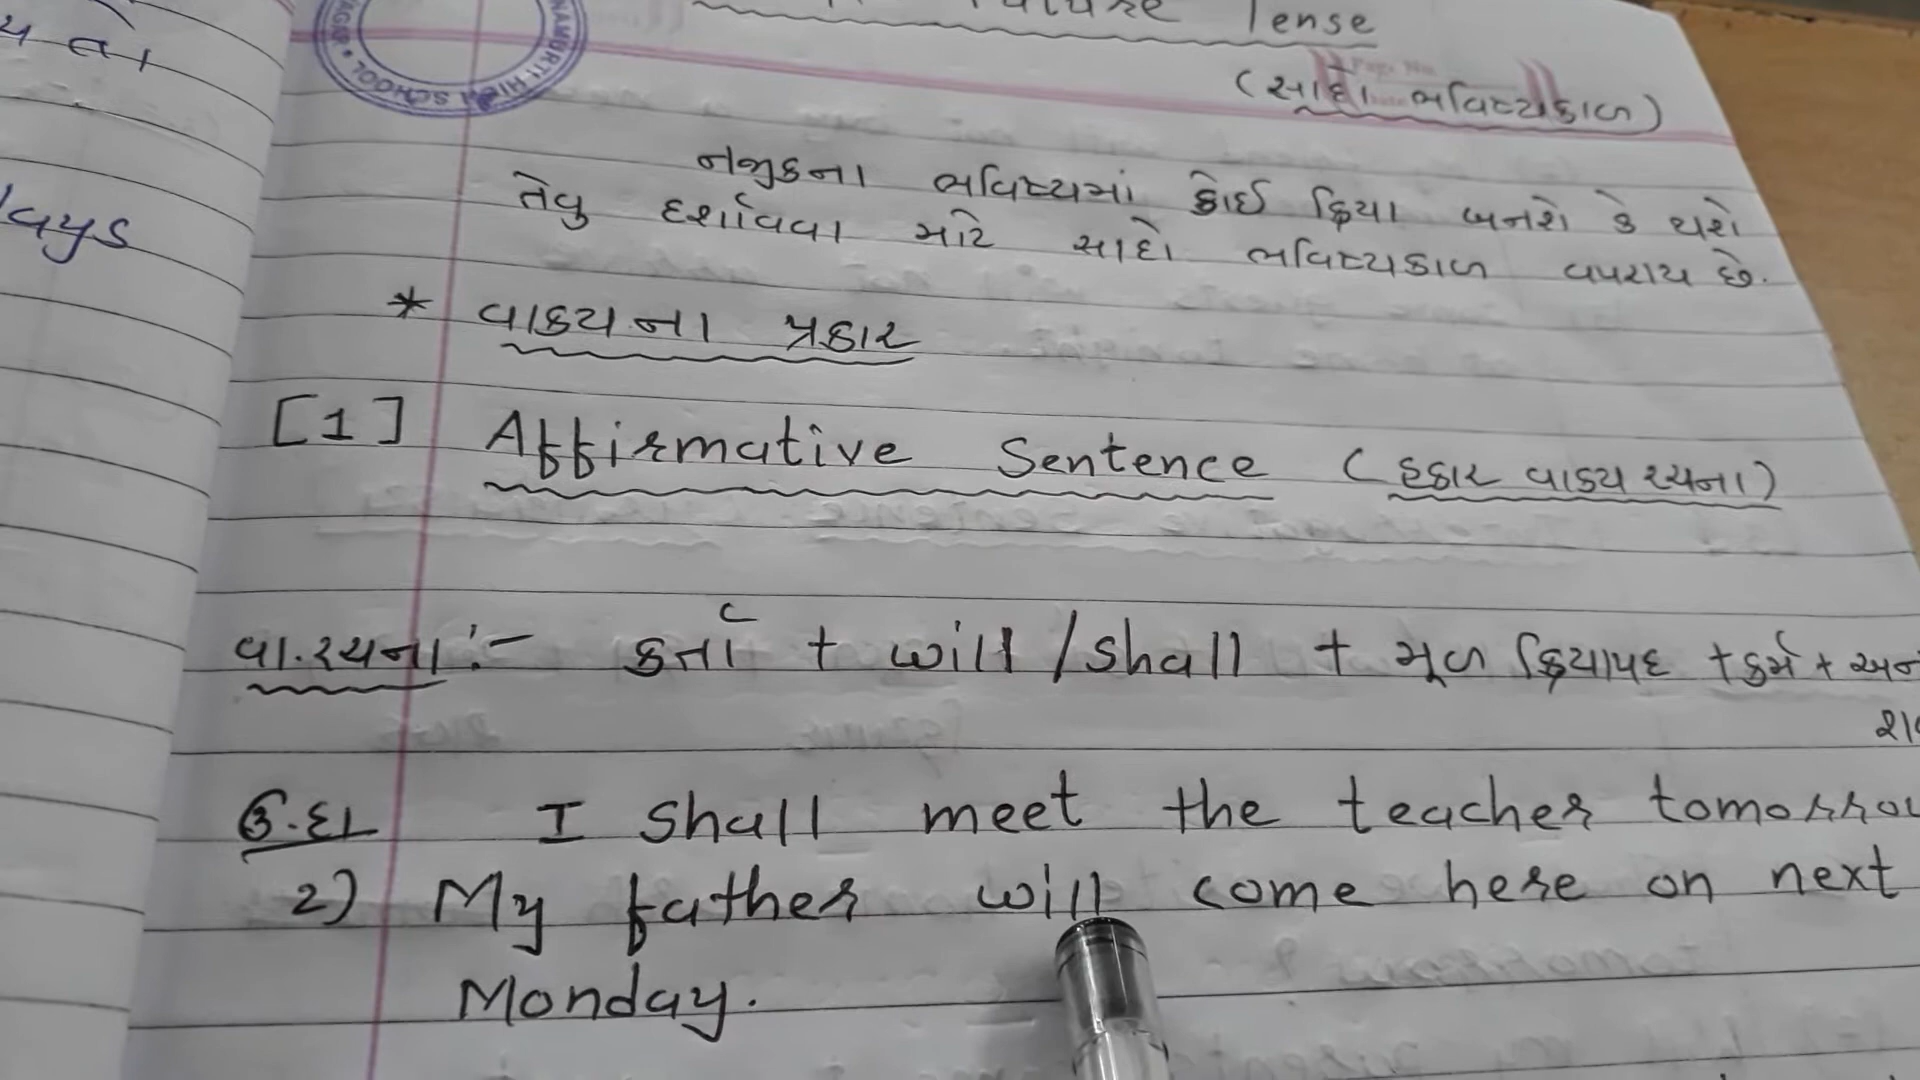 Tense
(સાદો ભવિષ્યકાળ)
નજીકના ભવિષ્યમાં કોઈ ક્રિયા બનશે કે થશે
તેવુ દર્શાવવા માટે સાદો ભવિષ્યકાળ વપરાય છે.
* વાક્યના પ્રકાર
[1] Affirmative Sentence (હકાર વાક્ય રચના)
વા.રચના:- કર્તા + will/shall + મૂળ ક્રિયાપદ + કર્મ +
ઉ.દા I shall meet the teacher
2) My father will come here on next
Monday.
HIGH SCHOOL